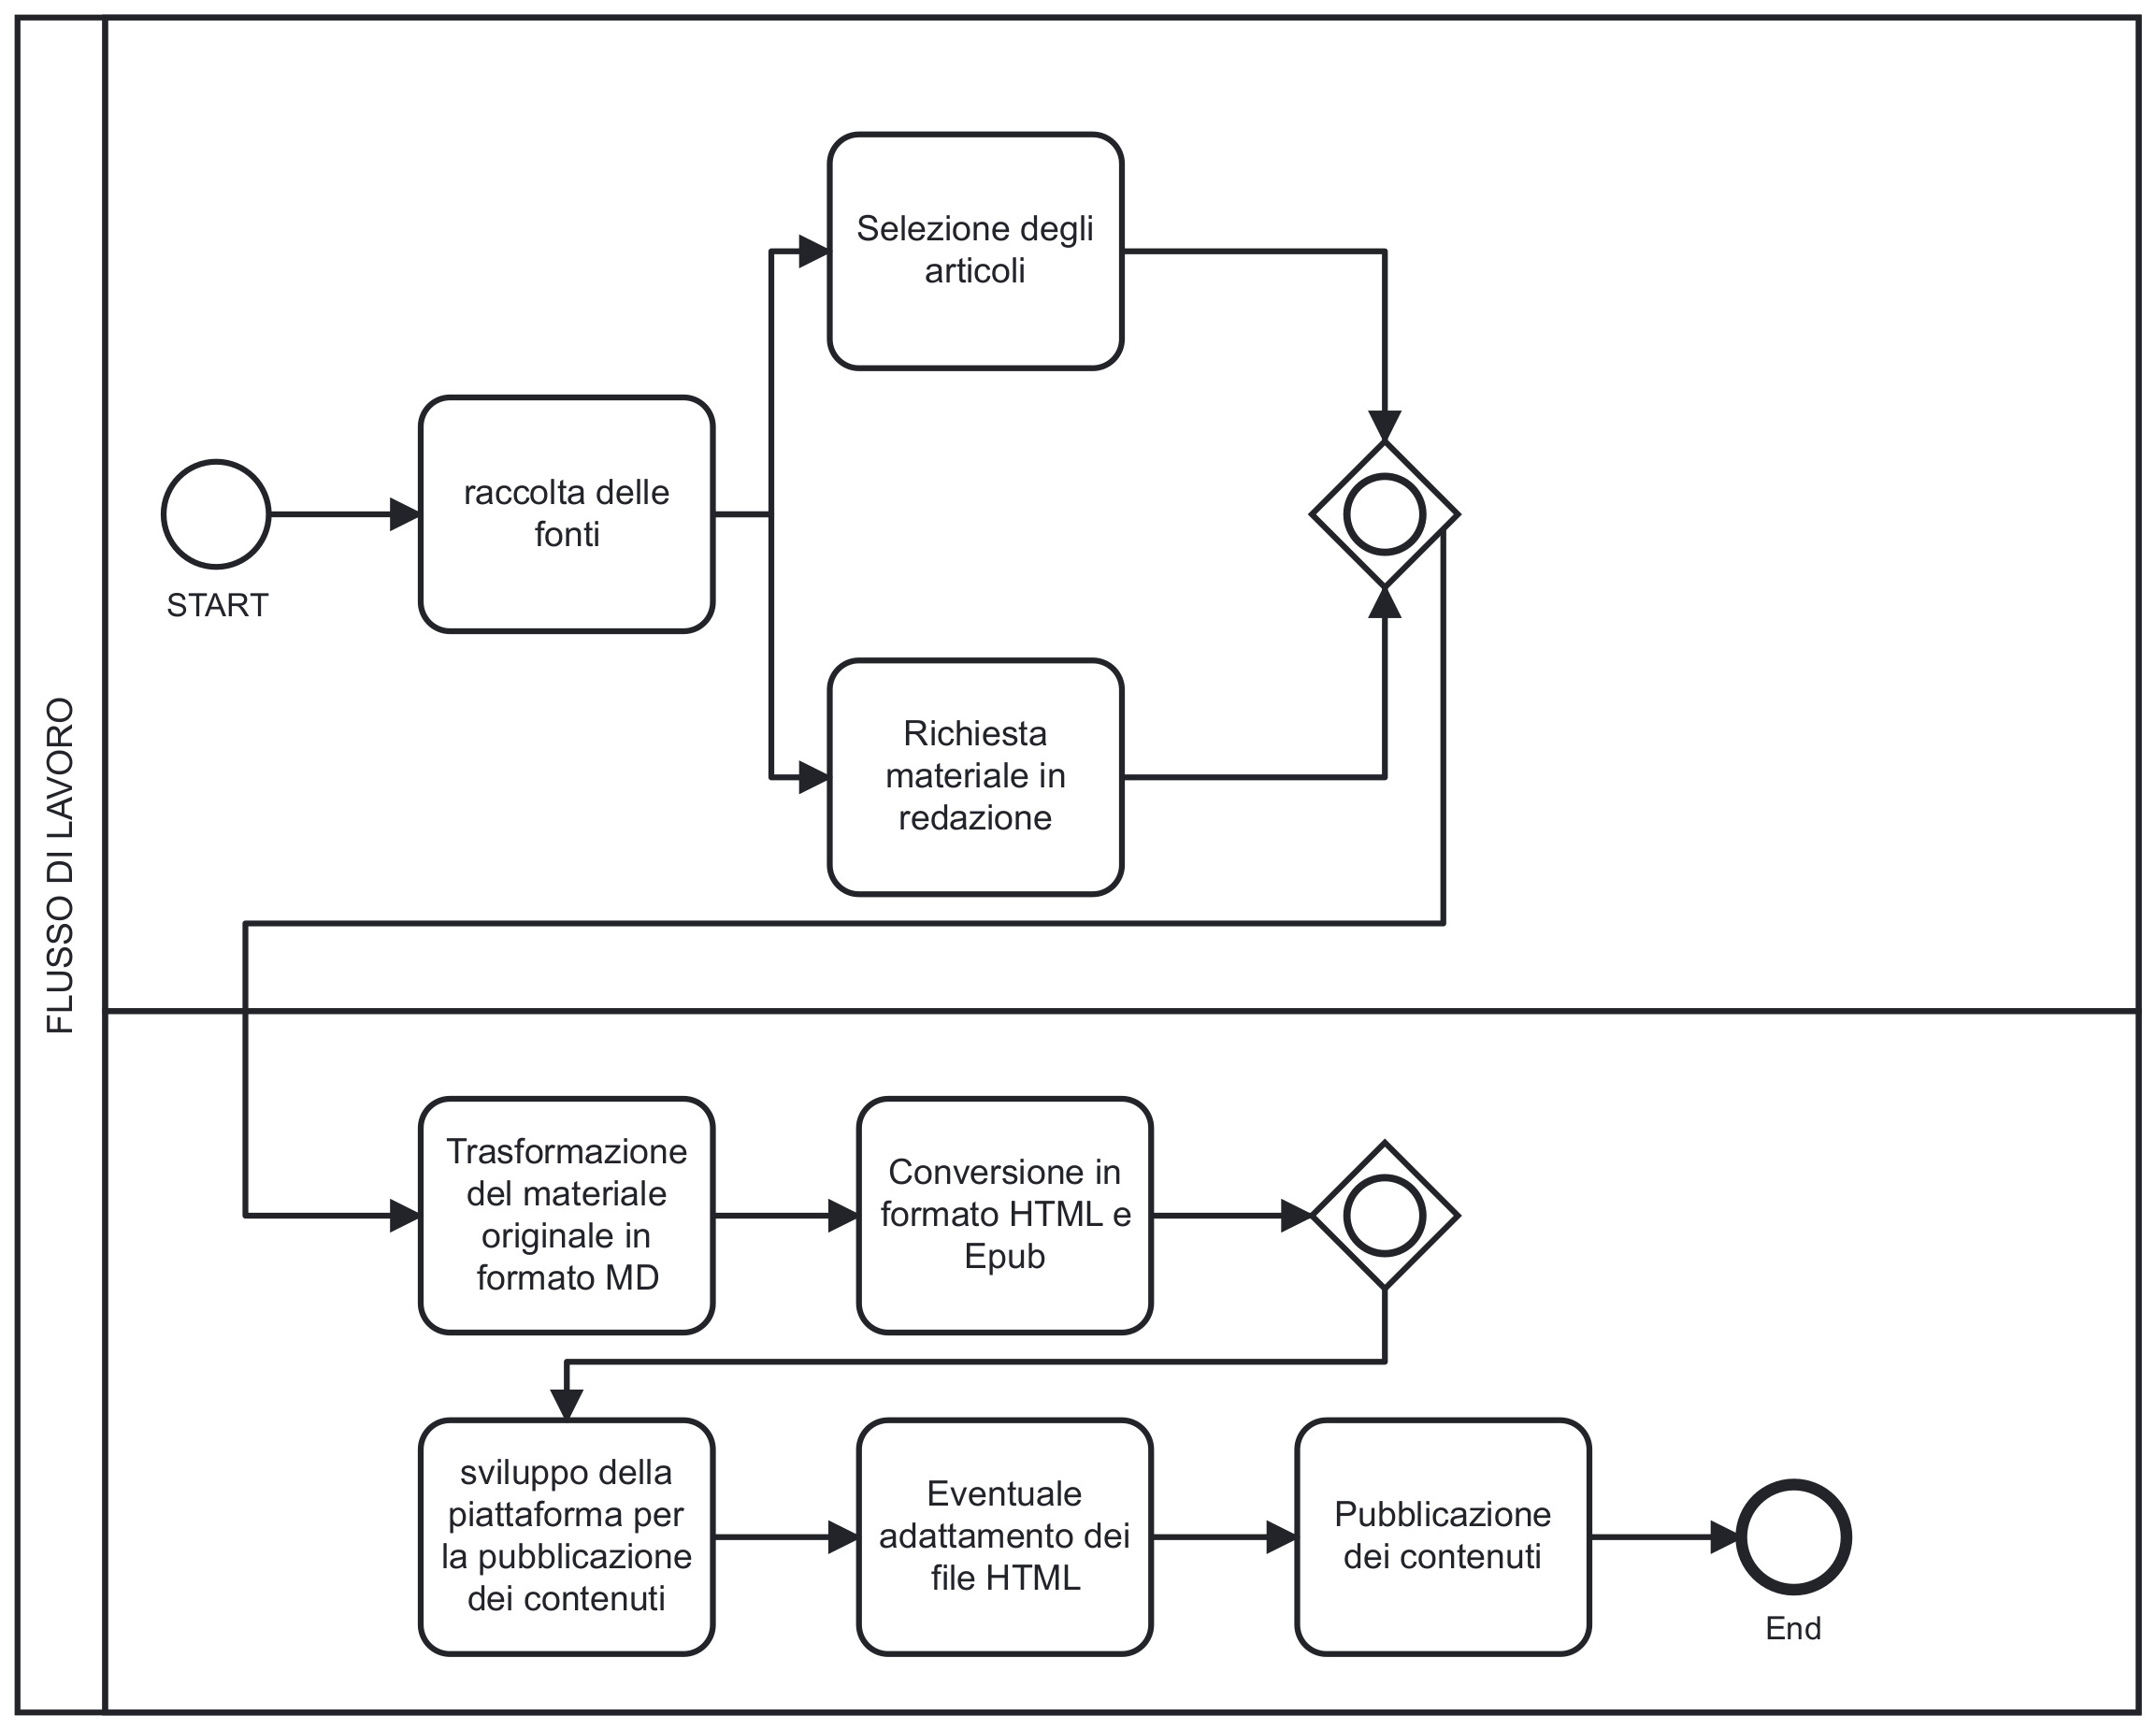 FLUSSO DI LAVORO
START
raccolta delle
fonti
Selezione degli
articoli
Richiesta
materiale in
redazione
Trasformazione
del materiale
originale in
formato MD
Conversione in
formato HTML e
Epub
sviluppo della
piattaforma per
la pubblicazione
dei contenuti
Eventuale
adattamento dei
file HTML
Pubblicazione
dei contenuti
End